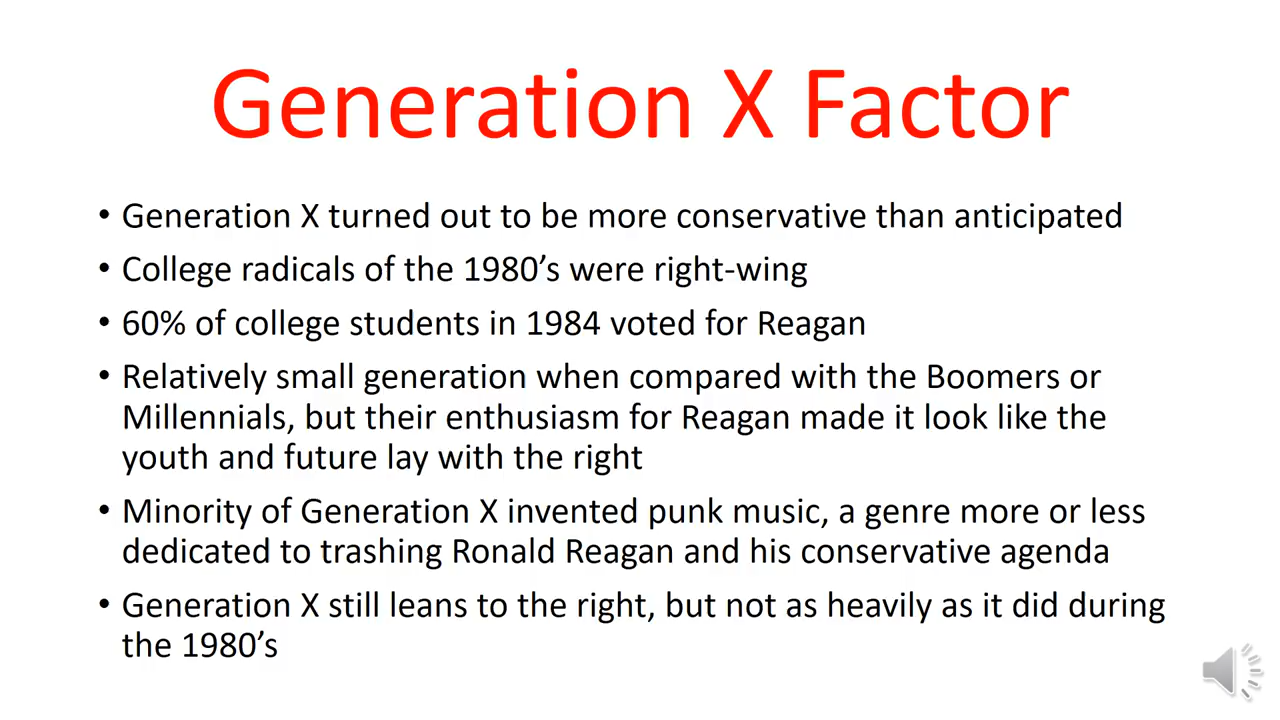 Generation X Factor
• Generation X turned out to be more conservative than anticipated
• College radicals of the 1980’s were right-wing
• 60% of college students in 1984 voted for Reagan
• Relatively small generation when compared with the Boomers or
Millennials, but their enthusiasm for Reagan made it look like the
youth and future lay with the right
• Minority of Generation X invented punk music, a genre more or less
dedicated to trashing Ronald Reagan and his conservative agenda
• Generation X still leans to the right, but not as heavily as it did during
the 1980’s